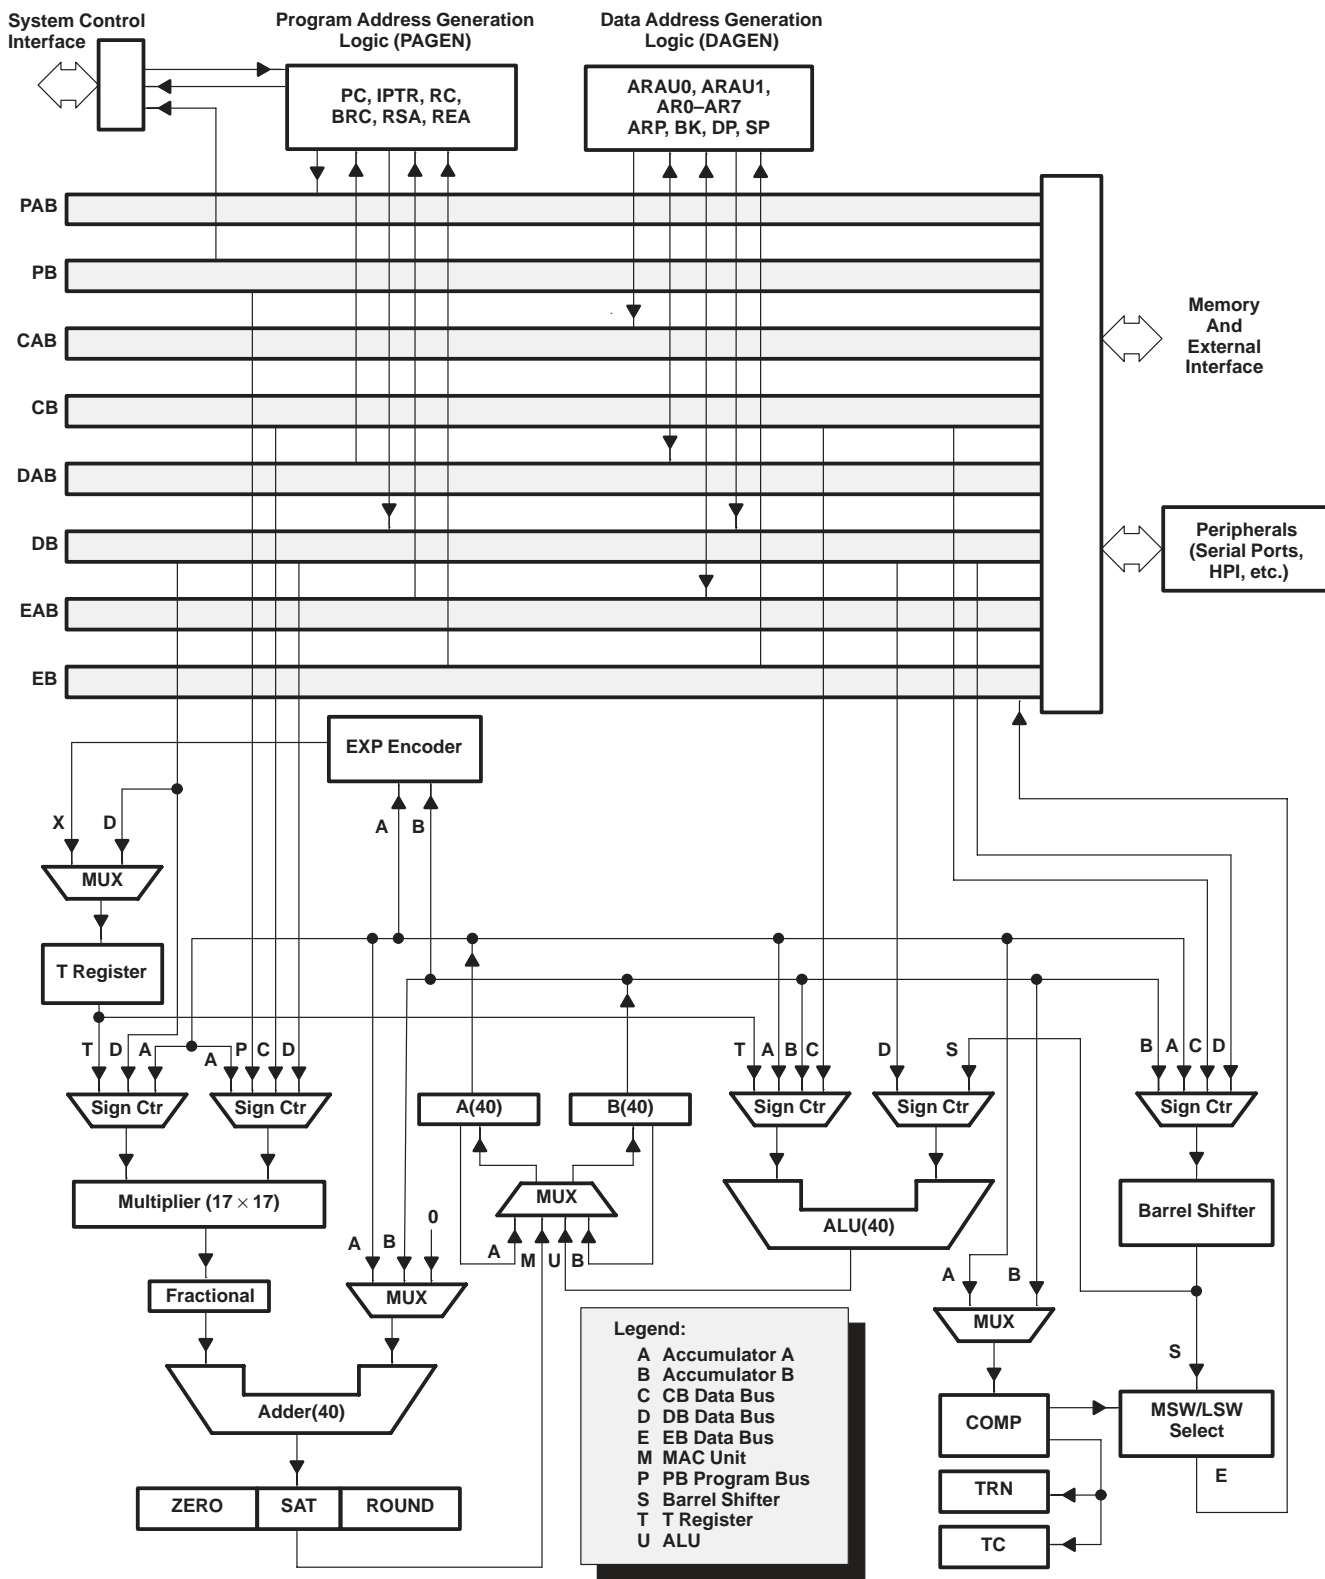 System Control
Interface
Program Address Generation
Logic (PAGEN)
Data Address Generation
Logic (DAGEN)
PC, IPTR, RC,
BRC, RSA, REA
ARAU0, ARAU1,
AR0–AR7
ARP, BK, DP, SP
PAB
PB
CAB
CB
DAB
DB
EAB
EB
Memory
And
External
Interface
Peripherals
(Serial Ports,
HPI, etc.)
EXP Encoder
X
D
A
B
MUX
T Register
T
D
A
A
P
C
D
T
A
B
C
D
S
B
A
C
D
Sign Ctr
Sign Ctr
A(40)
B(40)
Sign Ctr
Sign Ctr
Sign Ctr
Multiplier (17 × 17)
MUX
ALU(40)
Barrel Shifter
A
B
0
A
M
U
B
Fractional
MUX
A
B
MUX
S
Adder(40)
COMP
MSW/LSW
Select
E
ZERO
SAT
ROUND
TRN
TC
Legend:
A Accumulator A
B Accumulator B
C CB Data Bus
D DB Data Bus
E EB Data Bus
M MAC Unit
P PB Program Bus
S Barrel Shifter
T T Register
U ALU